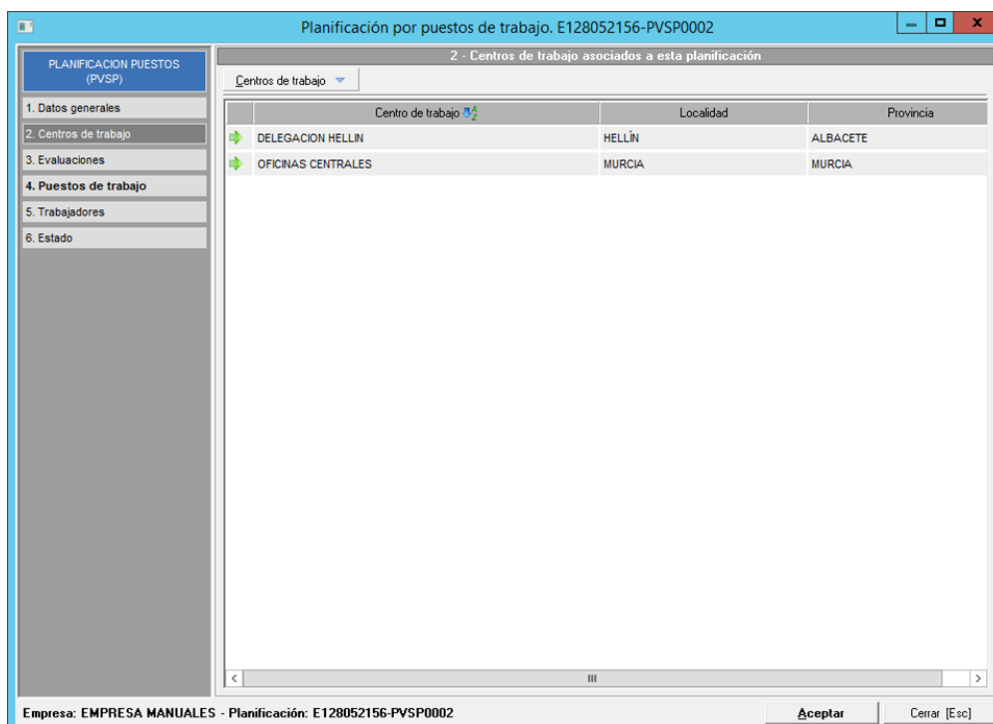 Planificación por puestos de trabajo. E128052156-PVSP0002
PLANIFICACION PUESTOS
(PVSP)
1. Datos generales
2. Centros de trabajo
3. Evaluaciones
4. Puestos de trabajo
5. Trabajadores
6. Estado
2 - Centros de trabajo asociados a esta planificación
Centros de trabajo
Centro de trabajo Localidad Provincia
DELEGACION HELLIN HELLÍN ALBACETE
OFICINAS CENTRALES MURCIA MURCIA
Empresa: EMPRESA MANUALES - Planificación: E128052156-PVSP0002
Aceptar
Cerrar [Esc]